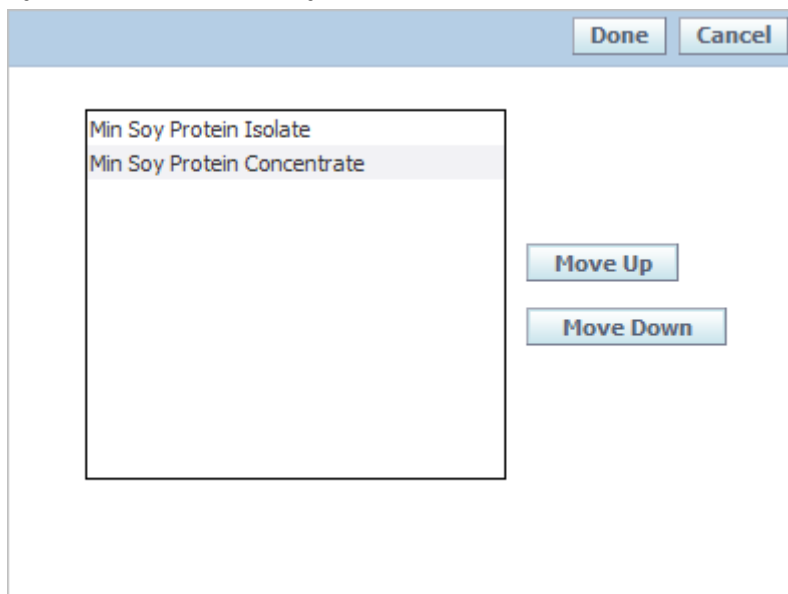 Done Cancel
Min Soy Protein Isolate
Min Soy Protein Concentrate
Move Up
Move Down